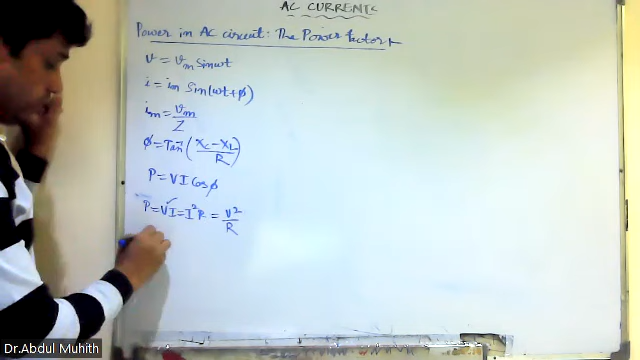 AC CURRENTS
Power in AC circuit: The Power factor
v = vm Sinωt
i = im Sin(ωt+ϕ)
im = vm/Z
ϕ = Tan⁻¹(Xc − XL/R)
P = VI Cosϕ
P = VI = I²R = V²/R
Dr.Abdul Muhith